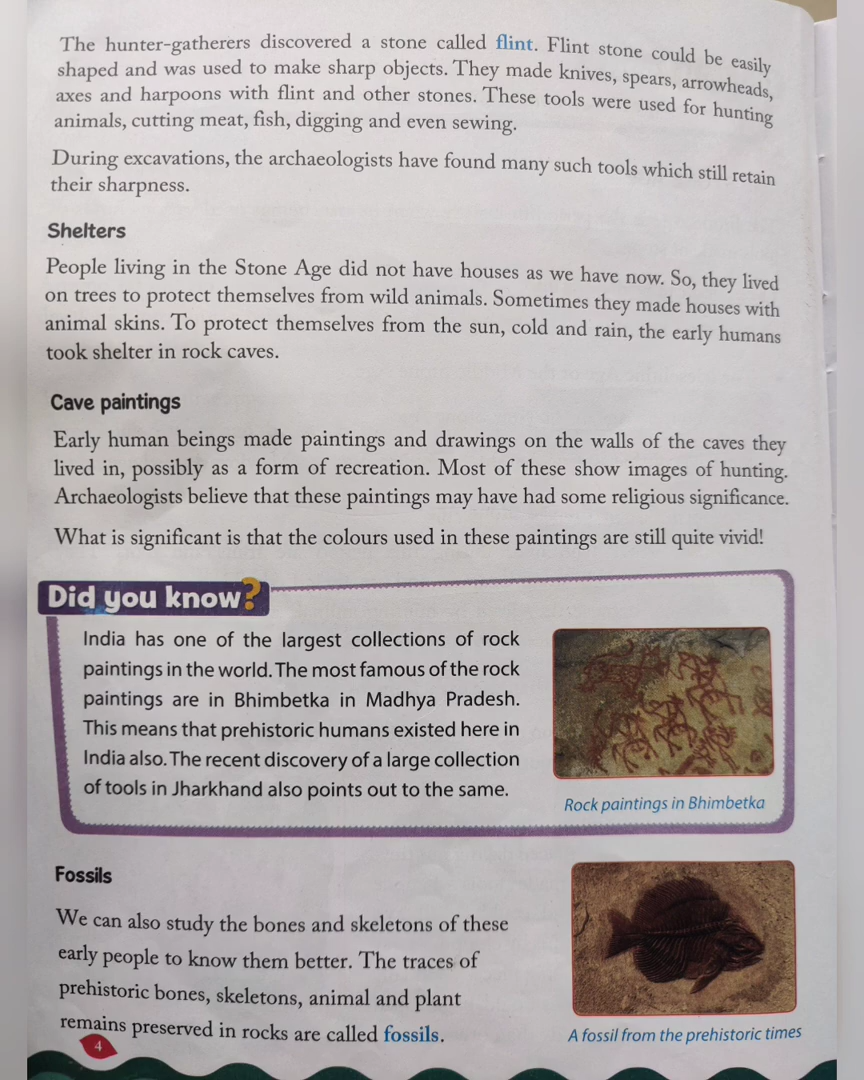 The hunter-gatherers discovered a stone called flint. Flint stone could be easily
shaped and was used to make sharp objects. They made knives, spears, arrowheads,
axes and harpoons with flint and other stones. These tools were used for hunting
animals, cutting meat, fish, digging and even sewing.
During excavations, the archaeologists have found many such tools which still retain
their sharpness.
Shelters
People living in the Stone Age did not have houses as we have now. So, they lived
on trees to protect themselves from wild animals. Sometimes they made houses with
animal skins. To protect themselves from the sun, cold and rain, the early humans
took shelter in rock caves.
Cave paintings
Early human beings made paintings and drawings on the walls of the caves they
lived in, possibly as a form of recreation. Most of these show images of hunting.
Archaeologists believe that these paintings may have had some religious significance.
What is significant is that the colours used in these paintings are still quite vivid!
Did you know?
India has one of the largest collections of rock
paintings in the world. The most famous of the rock
paintings are in Bhimbetka in Madhya Pradesh.
This means that prehistoric humans existed here in
India also. The recent discovery of a large collection
of tools in Jharkhand also points out to the same.
Rock paintings in Bhimbetka
Fossils
We can also study the bones and skeletons of these
early people to know them better. The traces of
prehistoric bones, skeletons, animal and plant
remains preserved in rocks are called fossils.
A fossil from the prehistoric times
4